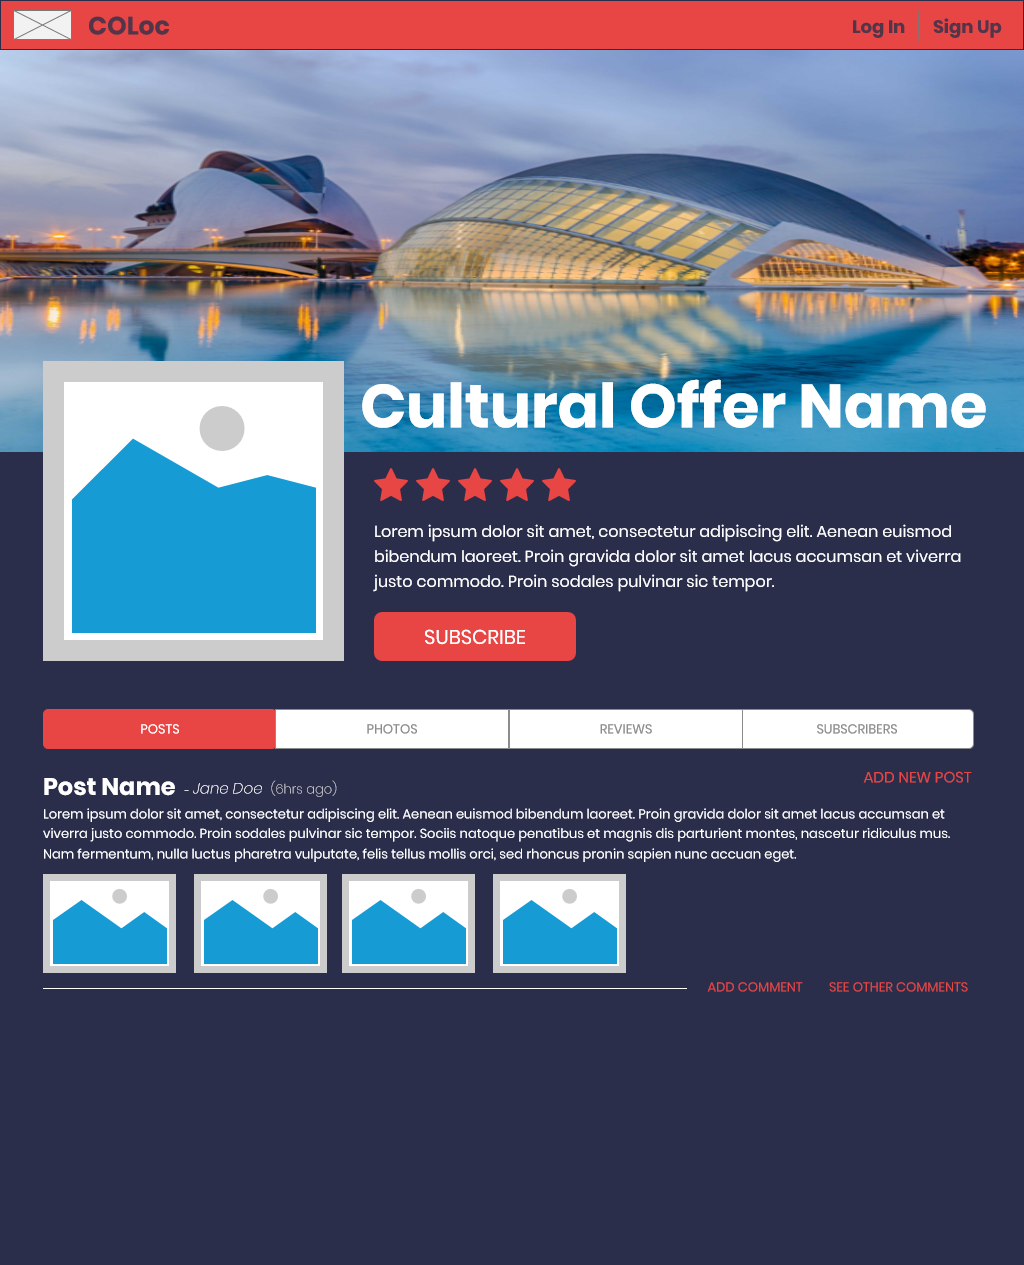 COLoc
Log In
Sign Up
Cultural Offer Name
Lorem ipsum dolor sit amet, consectetur adipiscing elit. Aenean euismod
bibendum laoreet. Proin gravida dolor sit amet lacus accumsan et viverra
justo commodo. Proin sodales pulvinar sic tempor.
SUBSCRIBE
POSTS
PHOTOS
REVIEWS
SUBSCRIBERS
ADD NEW POST
Post Name - Jane Doe (6hrs ago)
Lorem ipsum dolor sit amet, consectetur adipiscing elit. Aenean euismod bibendum laoreet. Proin gravida dolor sit amet lacus accumsan et
viverra justo commodo. Proin sodales pulvinar sic tempor. Sociis natoque penatibus et magnis dis parturient montes, nascetur ridiculus mus.
Nam fermentum, nulla luctus pharetra vulputate, felis tellus mollis orci, sed rhoncus pronin sapien nunc accuan eget.
ADD COMMENT
SEE OTHER COMMENTS